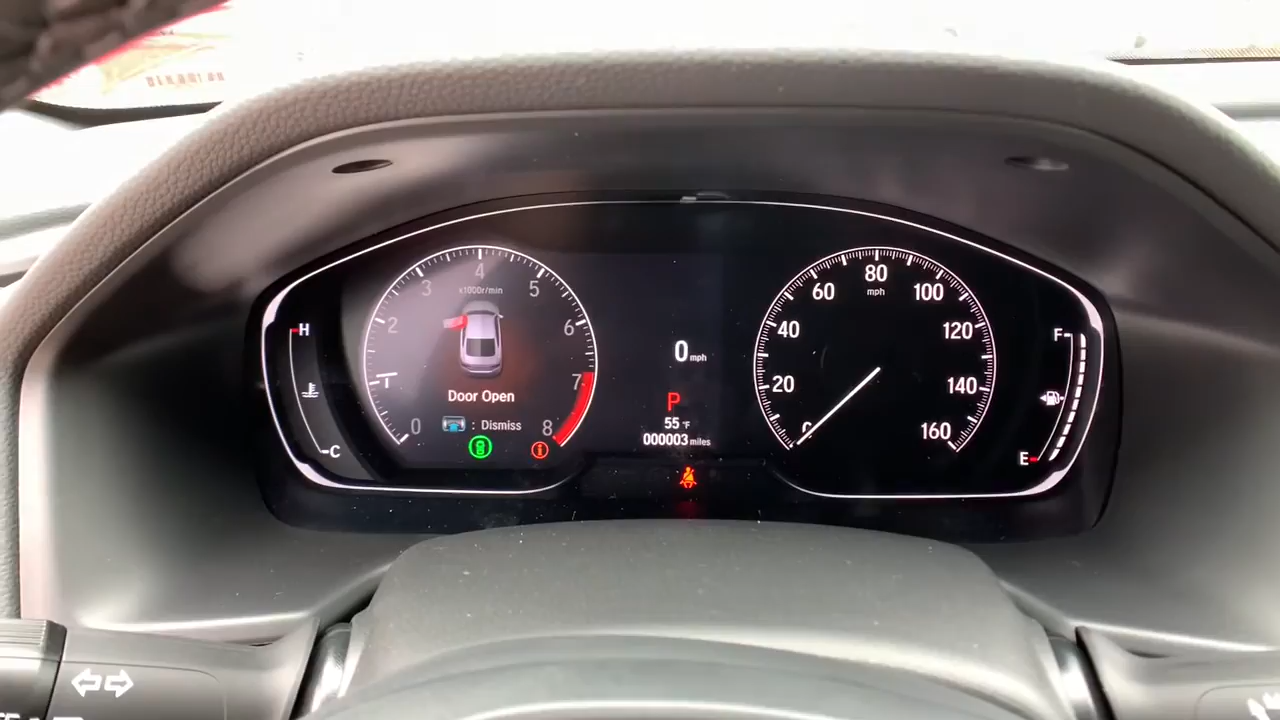 4
3
x1000r/min
5
2
6
1
7
Door Open
0
: Dismiss
8
H
C
0 mph
P
55 °F
000003 miles
80
mph
60
100
40
120
20
140
0
160
F
E